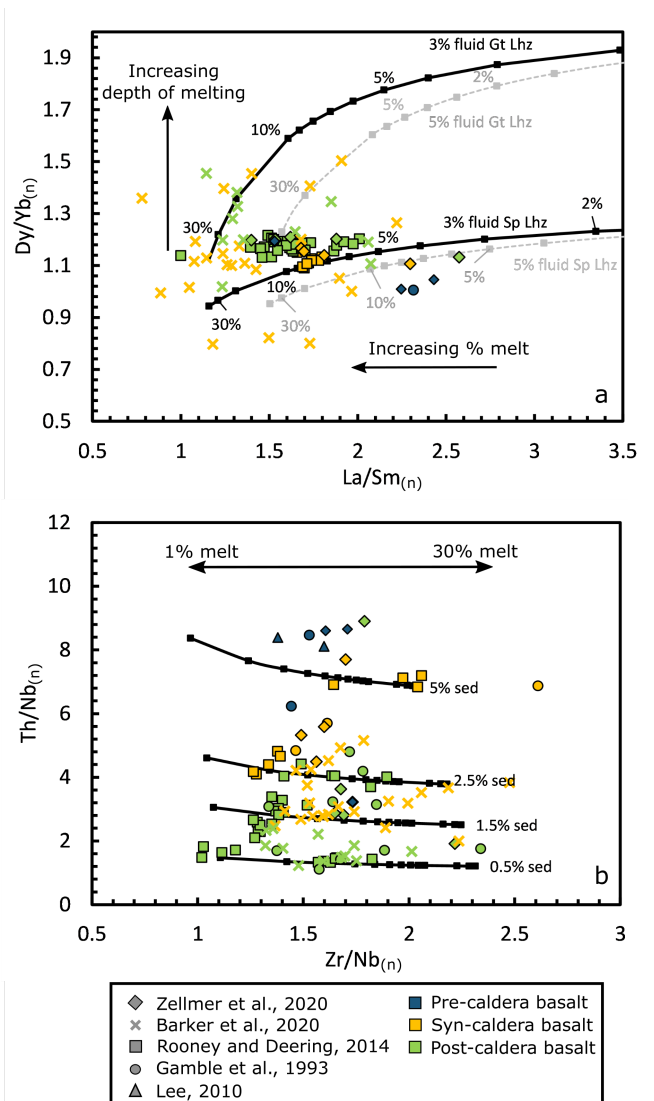 1.9
1.7
1.5
1.3
1.1
0.9
0.7
0.5
Dy/Yb(n)
Increasing
depth of melting
3% fluid Gt Lhz
5%
2%
5%
5% fluid Gt Lhz
10%
30%
30%
3% fluid Sp Lhz
2%
5%
5% fluid Sp Lhz
5%
10%
10%
30%
30%
Increasing % melt
a
0.5
1
1.5
2
2.5
3
3.5
La/Sm(n)
12
10
8
6
4
2
0
Th/Nb(n)
1% melt
30% melt
5% sed
2.5% sed
1.5% sed
0.5% sed
b
0.5
1
1.5
2
2.5
3
Zr/Nb(n)
Zellmer et al., 2020
Barker et al., 2020
Rooney and Deering, 2014
Gamble et al., 1993
Lee, 2010
Pre-caldera basalt
Syn-caldera basalt
Post-caldera basalt